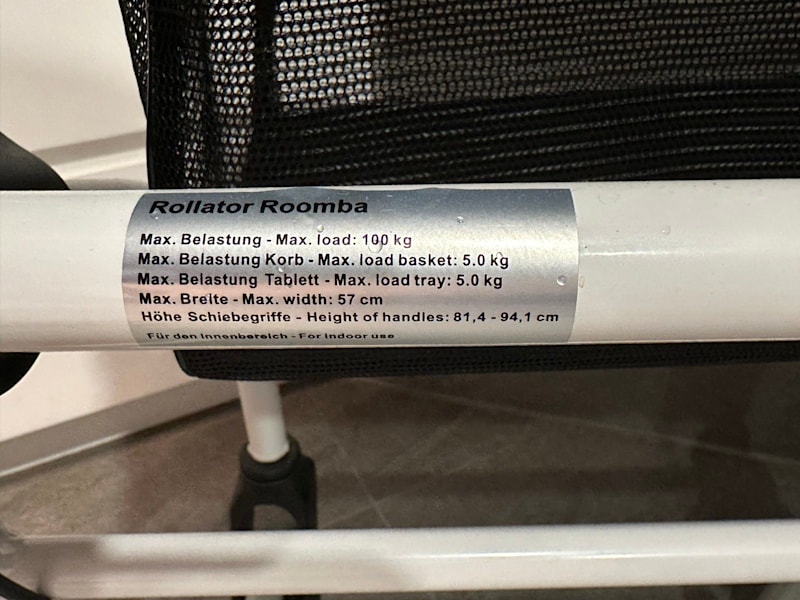 Rollator Roomba
Max. Belastung - Max. load: 100 kg
Max. Belastung Korb - Max. load basket: 5.0 kg
Max. Belastung Tablett - Max. load tray: 5.0 kg
Max. Breite - Max. width: 57 cm
Höhe Schiebegriffe - Height of handles: 81,4 - 94,1 cm
Für den Innenbereich - For indoor use